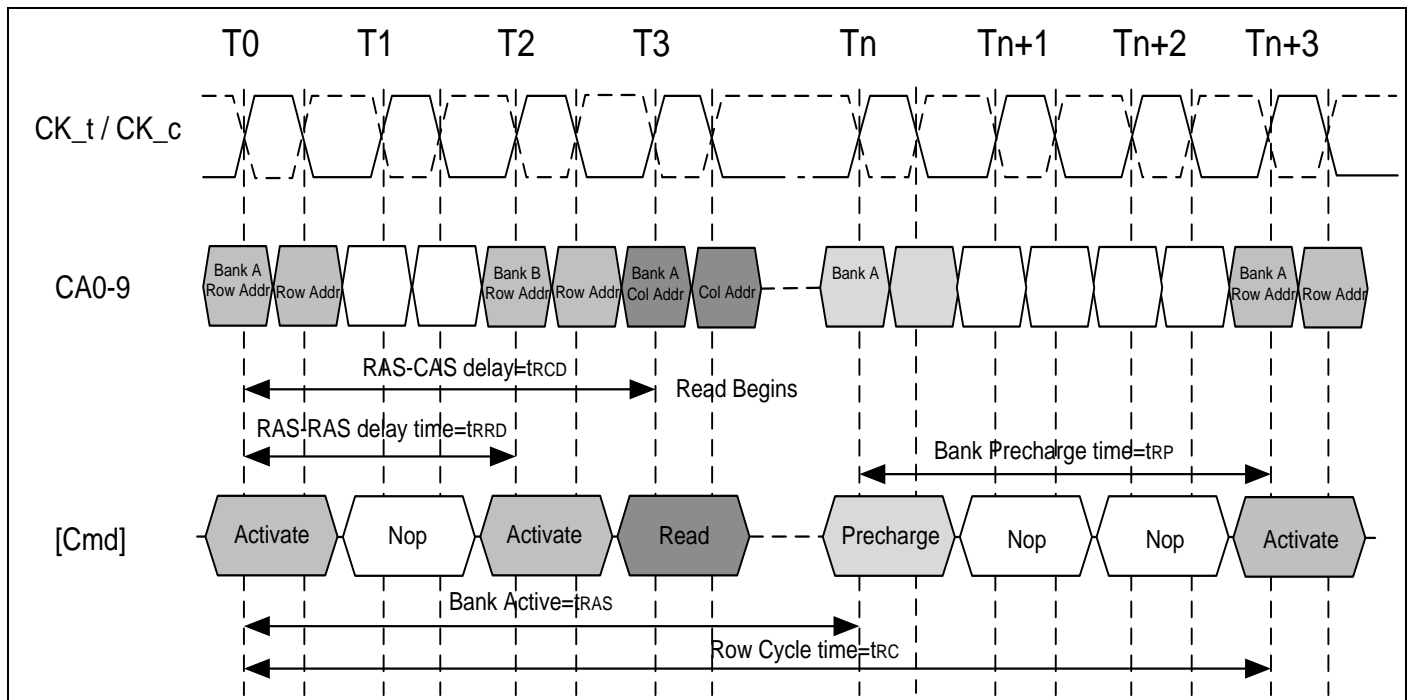 T0 T1 T2 T3 Tn Tn+1 Tn+2 Tn+3
CK_t / CK_c
CA0-9
Bank A
Row Addr
Row Addr
Bank B
Row Addr
Row Addr
Bank A
Col Addr
Col Addr
Bank A
Bank A
Row Addr
Row Addr
RAS-CAS delay=tRCD
Read Begins
RAS-RAS delay time=tRRD
Bank Precharge time=tRP
[Cmd]
Activate
Nop
Activate
Read
Precharge
Nop
Nop
Activate
Bank Active=tRAS
Row Cycle time=tRC